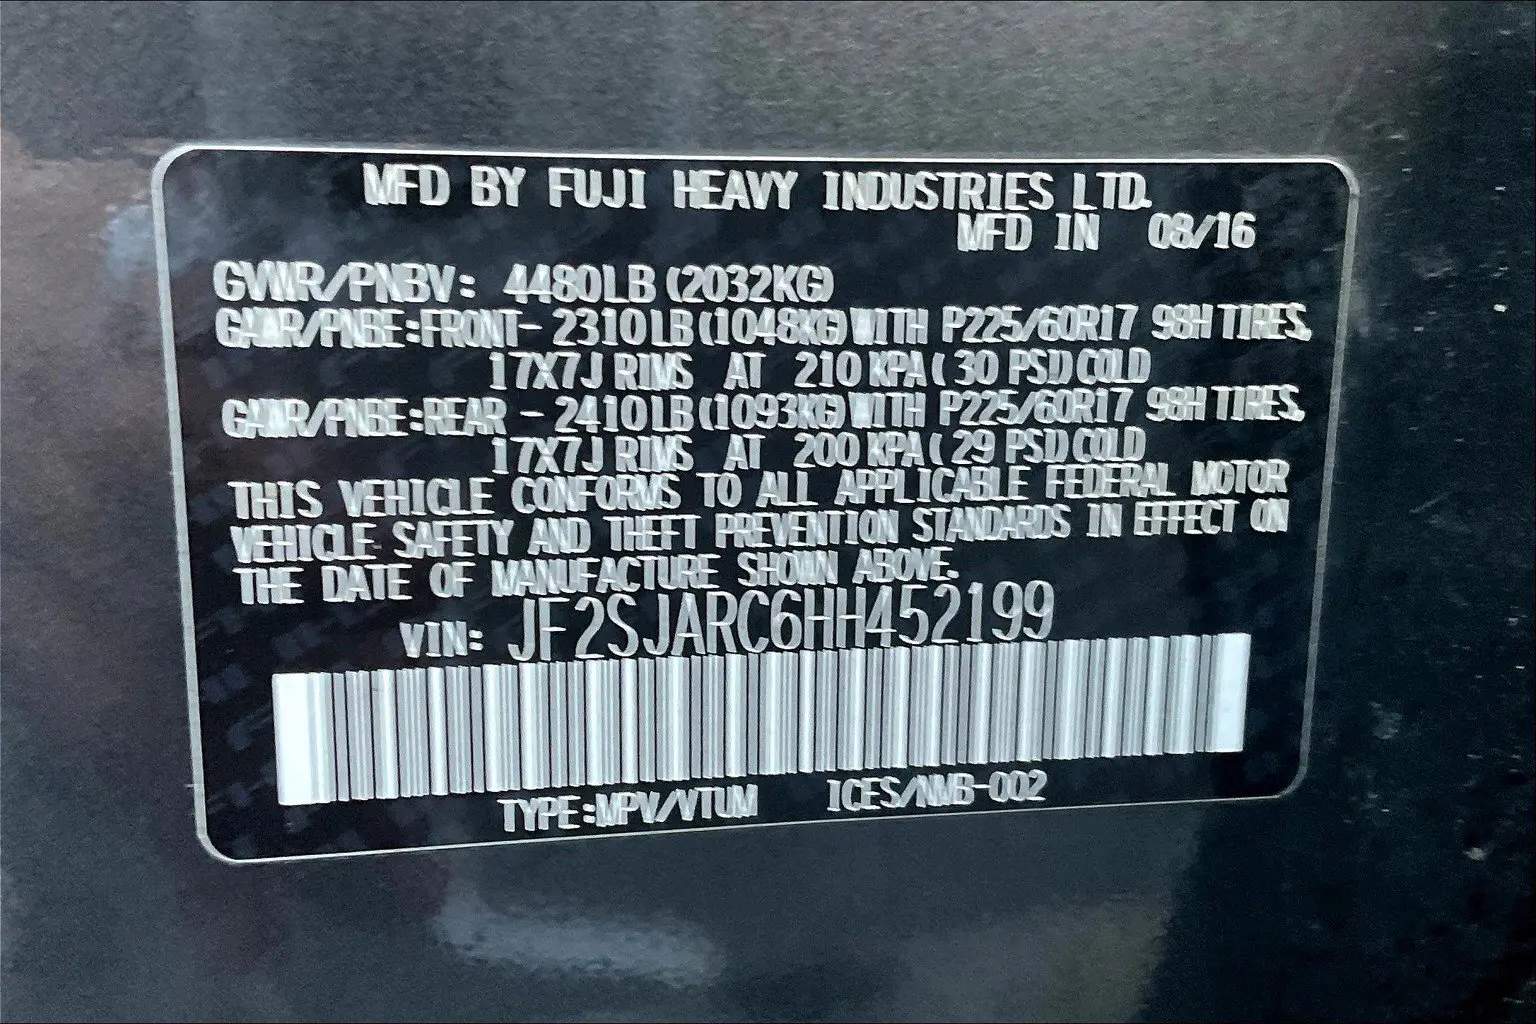 MFD BY FUJI HEAVY INDUSTRIES LTD.
MFD IN 08/16
GVWR/PNBV: 4480LB (2032KG)
GAWR/PNBE:FRONT- 2310LB(1048KG)WITH P225/60R17 98H TIRES,
17X7J RIMS AT 210 KPA( 30 PSI)COLD
GAWR/PNBE:REAR - 2410LB(1093KG)WITH P225/60R17 98H TIRES,
17X7J RIMS AT 200 KPA( 29 PSI)COLD
THIS VEHICLE CONFORMS TO ALL APPLICABLE FEDERAL MOTOR
VEHICLE SAFETY AND THEFT PREVENTION STANDARDS IN EFFECT ON
THE DATE OF MANUFACTURE SHOWN ABOVE.
VIN: JF2SJARC6HH452199
TYPE:MPV/VTUM ICES/NMB-002